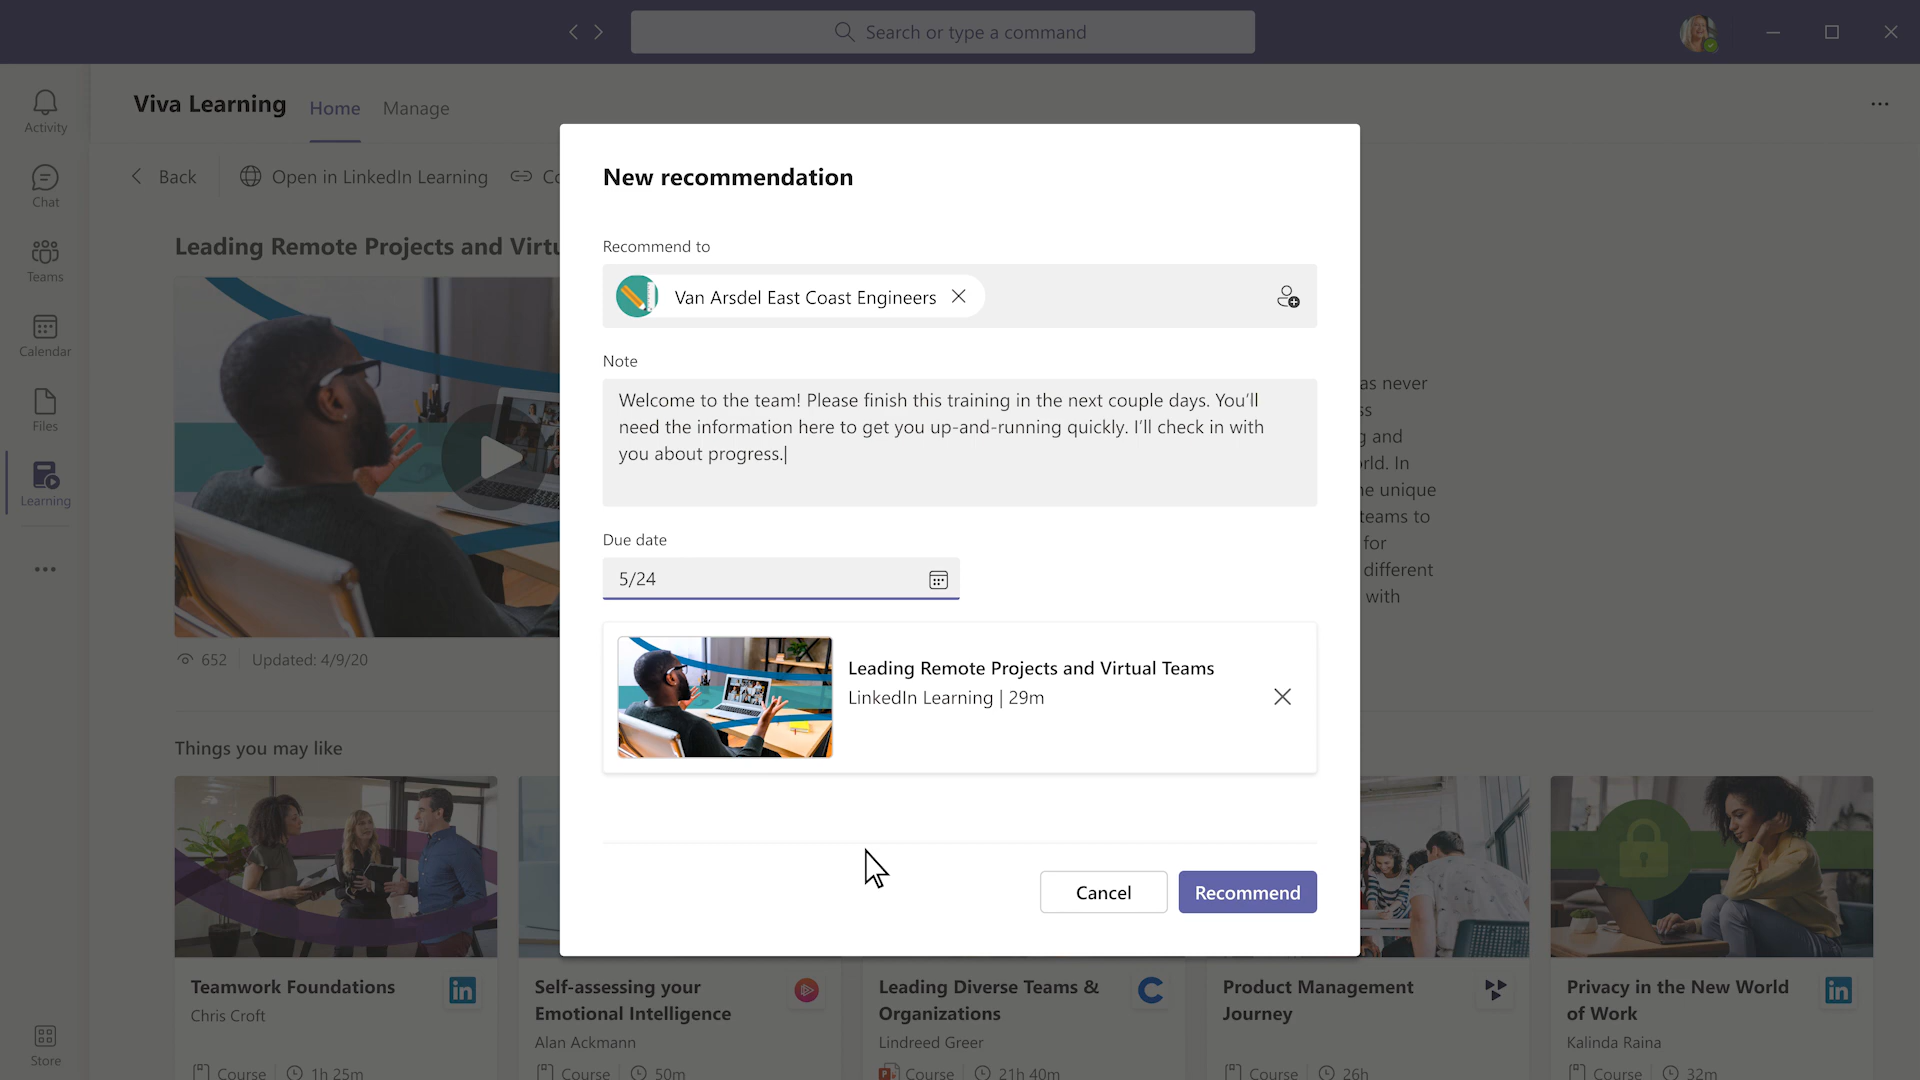 Search or type a command
Activity
Chat
Teams
Calendar
Files
Learning
Store
Viva Learning
Home
Manage
Back
Open in LinkedIn Learning
Leading Remote Projects and
652
Updated: 4/9/20
New recommendation
Recommend to
Van Arsdel East Coast Engineers
Note
Welcome to the team! Please finish this training in the next couple days. You'll
need the information here to get you up-and-running quickly. I'll check in with
you about progress.
Due date
5/24
Leading Remote Projects and Virtual Teams
LinkedIn Learning | 29m
Cancel
Recommend
as never
and
In
unique
teams to
for
different
with
Things you may like
Teamwork Foundations
in
Chris Croft
Course
1h 25m
Self-assessing your
Emotional Intelligence
Alan Ackmann
Course
50m
Leading Diverse Teams &
Organizations
C
Lindreed Greer
Course
21h 40m
Product Management
Journey
Course
26h
Privacy in the New World
of Work
in
Kalinda Raina
Course
32m